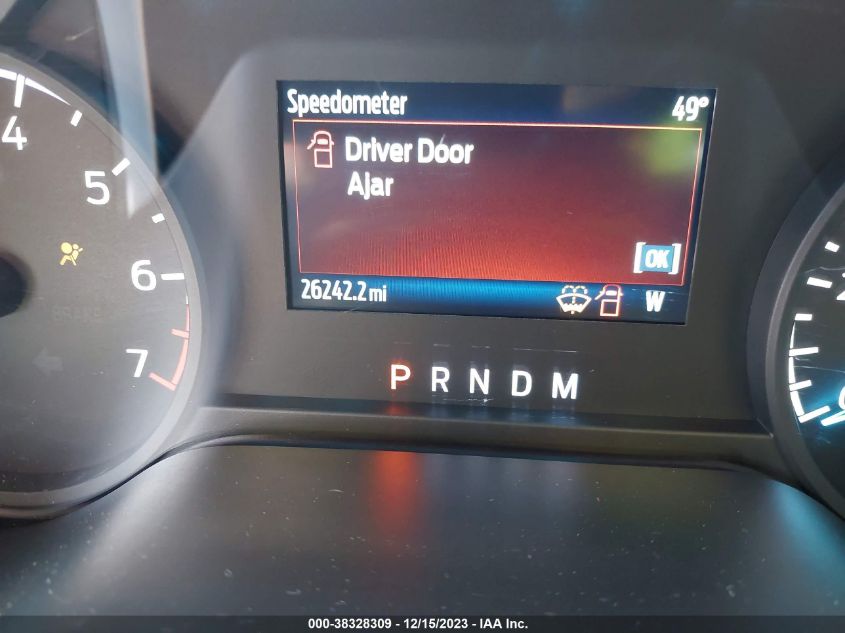 Speedometer 49°
Driver Door
Ajar
[OK]
26242.2 mi W
4
5
6
7
P R N D M
000-38328309 - 12/15/2023 - IAA Inc.